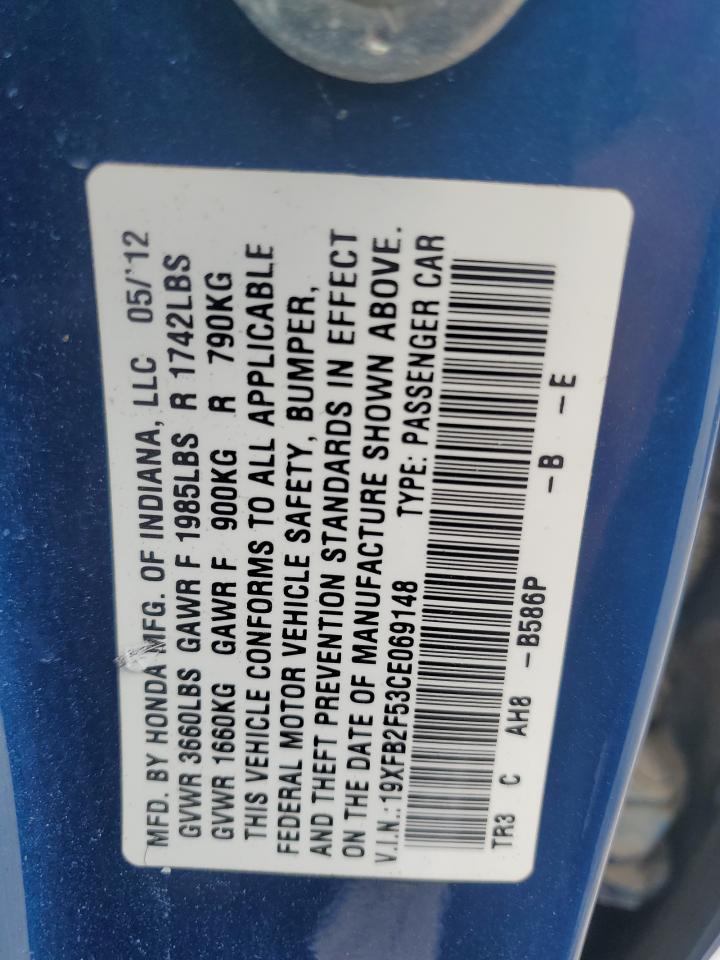 MFD. BY HONDA MFG. OF INDIANA, LLC 05/'12
GVWR 3660LBS GAWR F 1985LBS R 1742LBS
GVWR 1660KG GAWR F 900KG R 790KG
THIS VEHICLE CONFORMS TO ALL APPLICABLE
FEDERAL MOTOR VEHICLE SAFETY, BUMPER,
AND THEFT PREVENTION STANDARDS IN EFFECT
ON THE DATE OF MANUFACTURE SHOWN ABOVE.
V.I.N.:19XFB2F53CE069148 TYPE: PASSENGER CAR
TR3 C AH8 -B586P -B -E